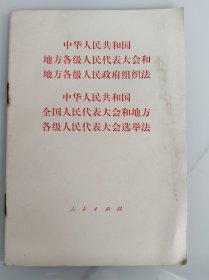 中华人民共和国
地方各级人民代表大会和
地方各级人民政府组织法
中华人民共和国
全国人民代表大会和地方
各级人民代表大会选举法
人民出版社